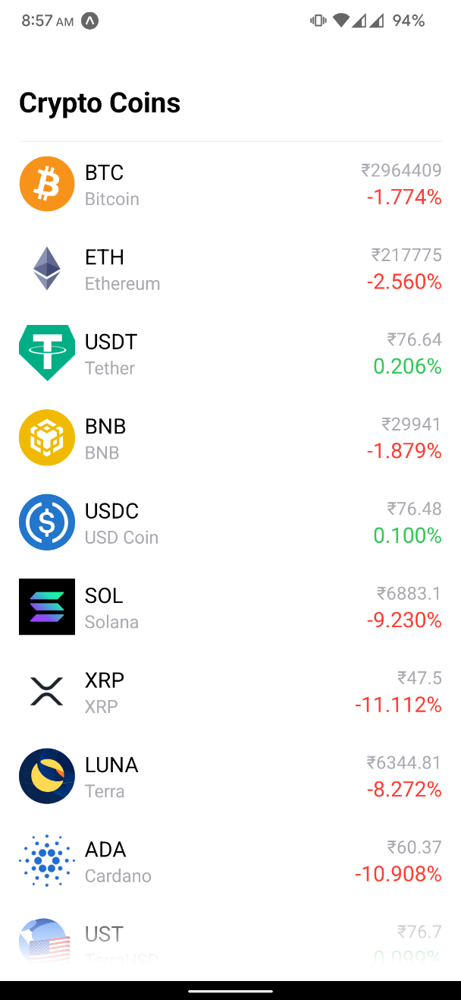 8:57 AM 94%
Crypto Coins
BTC ₹2964409
Bitcoin -1.774%
ETH ₹217775
Ethereum -2.560%
USDT ₹76.64
Tether 0.206%
BNB ₹29941
BNB -1.879%
USDC ₹76.48
USD Coin 0.100%
SOL ₹6883.1
Solana -9.230%
XRP ₹47.5
XRP -11.112%
LUNA ₹6344.81
Terra -8.272%
ADA ₹60.37
Cardano -10.908%
UST ₹76.7
TerraUSD 0.099%